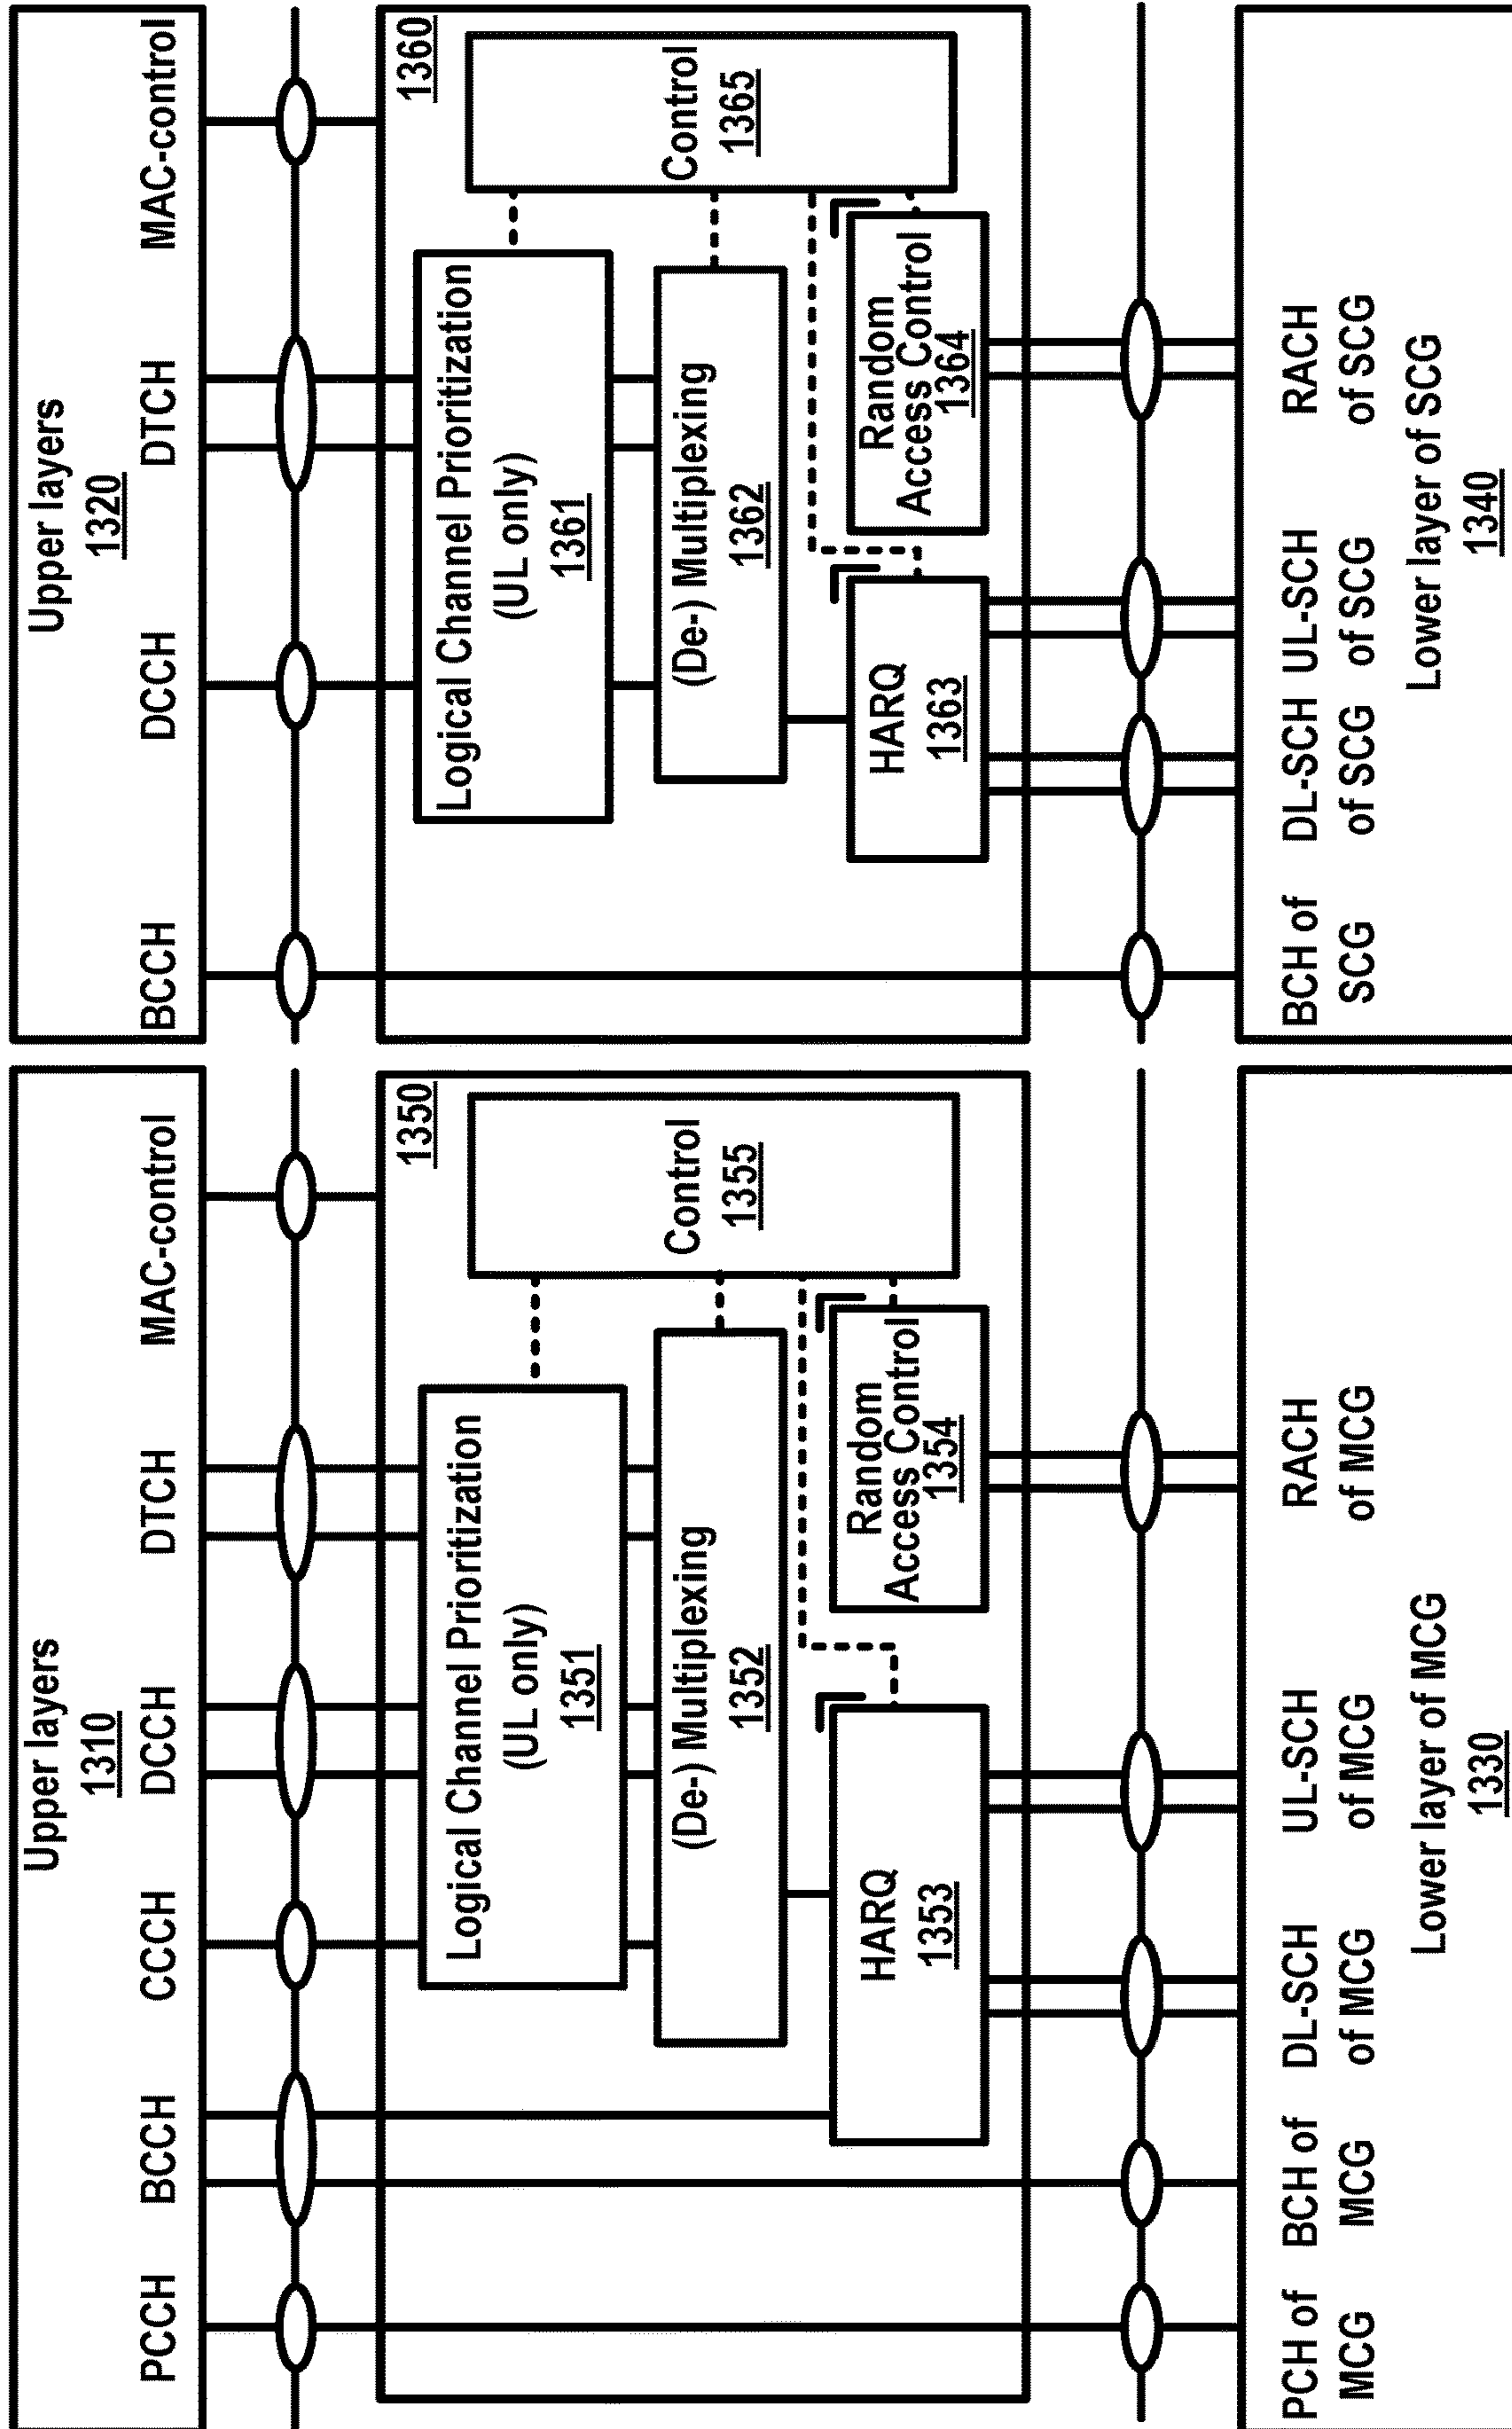 Upper layers
1310
PCCH
BCCH
CCCH
DCCH
DTCH
MAC-control
1350
Logical Channel Prioritization
(UL only)
1351
(De-) Multiplexing
1352
HARQ
1353
Random
Access Control
1354
Control
1355
PCH of
MCG
BCH of
MCG
DL-SCH
of MCG
UL-SCH
of MCG
RACH
of MCG
Lower layer of MCG
1330
Upper layers
1320
BCCH
DCCH
DTCH
MAC-control
1360
Logical Channel Prioritization
(UL only)
1361
(De-) Multiplexing
1362
HARQ
1363
Random
Access Control
1364
Control
1365
BCH of
SCG
DL-SCH
of SCG
UL-SCH
of SCG
RACH
of SCG
Lower layer of SCG
1340